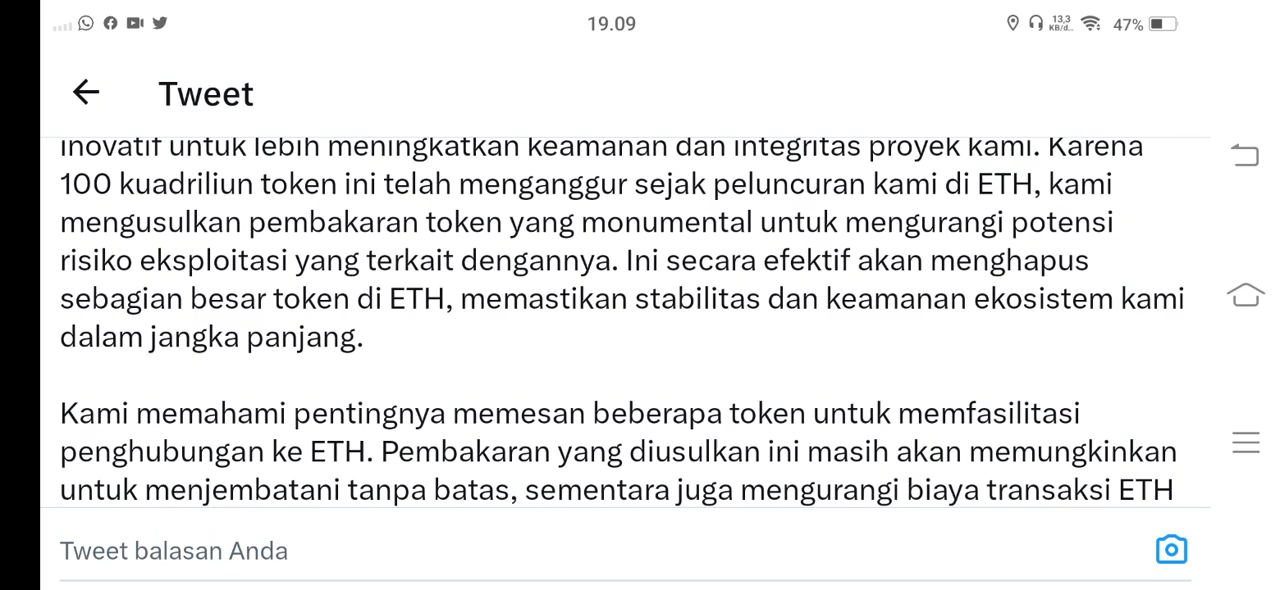 19.09
13,3
KB/d...
47%
Tweet
inovatif untuk lebih meningkatkan keamanan dan integritas proyek kami. Karena
100 kuadriliun token ini telah menganggur sejak peluncuran kami di ETH, kami
mengusulkan pembakaran token yang monumental untuk mengurangi potensi
risiko eksploitasi yang terkait dengannya. Ini secara efektif akan menghapus
sebagian besar token di ETH, memastikan stabilitas dan keamanan ekosistem kami
dalam jangka panjang.
Kami memahami pentingnya memesan beberapa token untuk memfasilitasi
penghubungan ke ETH. Pembakaran yang diusulkan ini masih akan memungkinkan
untuk menjembatani tanpa batas, sementara juga mengurangi biaya transaksi ETH
Tweet balasan Anda